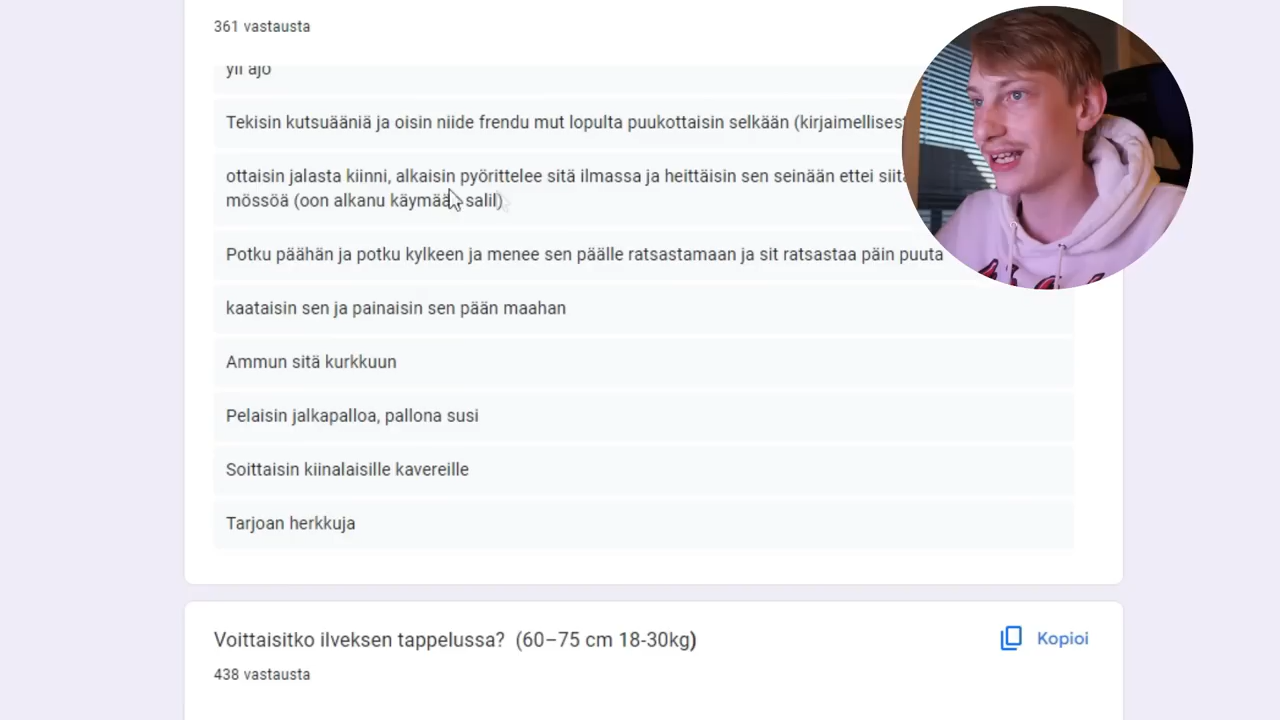 361 vastausta
yli ajo
Tekisin kutsuääniä ja oisin niide frendu mut lopulta puukottaisin selkään
ottaisin jalasta kiinni, alkaisin pyörittelee sitä ilmassa ja heittäisin sen seinään ettei
mössöä (oon alkanu käymää salil)
Potku päähän ja potku kylkeen ja menee sen päälle ratsastamaan ja sit ratsastaa päin puuta
kaataisin sen ja painaisin sen pään maahan
Ammun sitä kurkkuun
Pelaisin jalkapalloa, pallona susi
Soittaisin kiinalaisille kavereille
Tarjoan herkkuja
Voittaisitko ilveksen tappelussa? (60–75 cm 18-30kg)
Kopioi
438 vastausta